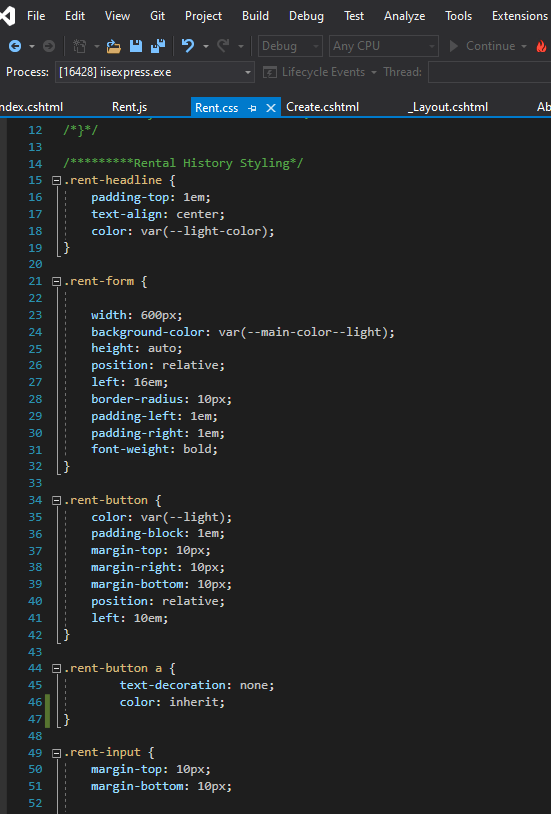 File Edit View Git Project Build Debug Test Analyze Tools Extensions
Debug Any CPU Continue
Process: [16428] iisexpress.exe Lifecycle Events Thread:
ndex.cshtml Rent.js Rent.css Create.cshtml _Layout.cshtml Ab
12 /*}*/
13
14 /*********Rental History Styling*/
15 .rent-headline {
16 padding-top: 1em;
17 text-align: center;
18 color: var(--light-color);
19 }
20
21 .rent-form {
22
23 width: 600px;
24 background-color: var(--main-color--light);
25 height: auto;
26 position: relative;
27 left: 16em;
28 border-radius: 10px;
29 padding-left: 1em;
30 padding-right: 1em;
31 font-weight: bold;
32 }
33
34 .rent-button {
35 color: var(--light);
36 padding-block: 1em;
37 margin-top: 10px;
38 margin-right: 10px;
39 margin-bottom: 10px;
40 position: relative;
41 left: 10em;
42 }
43
44 .rent-button a {
45 text-decoration: none;
46 color: inherit;
47 }
48
49 .rent-input {
50 margin-top: 10px;
51 margin-bottom: 10px;
52